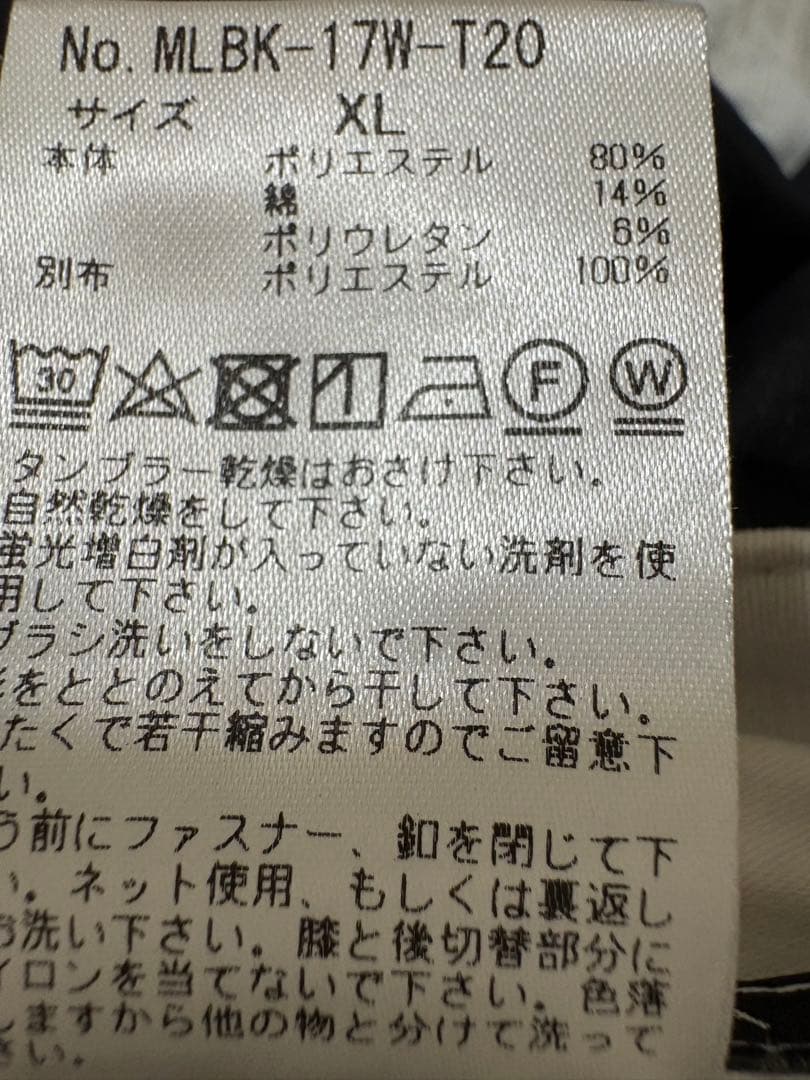 No. MLBK-17W-T20
サイズ XL
本体 ポリエステル 80%
綿 14%
ポリウレタン 6%
別布 ポリエステル 100%
30 F W
タンブラー乾燥はおさけ下さい。
自然乾燥をして下さい。
蛍光増白剤が入っていない洗剤を使
用して下さい。
ブラシ洗いをしないで下さい。
をととのえてから干して下さい。
たくで若干縮みますのでご留意下
い。
う前にファスナー、釦を閉じて下
い。ネット使用、もしくは裏返し
お洗い下さい。膝と後切替部分に
イロンを当てないで下さい。色落
しますから他の物と分けて洗って
さい。